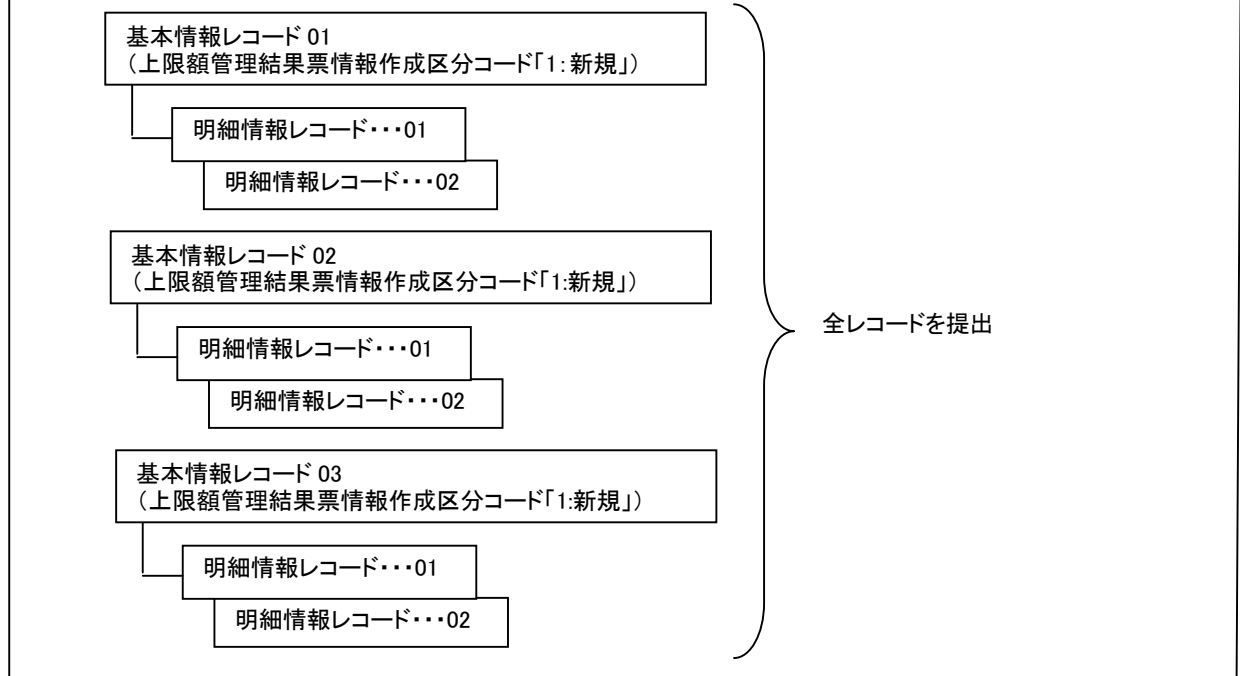 基本情報レコード 01
（上限額管理結果票情報作成区分コード「1：新規」）
明細情報レコード・・・01
明細情報レコード・・・02
基本情報レコード 02
（上限額管理結果票情報作成区分コード「1:新規」）
明細情報レコード・・・01
明細情報レコード・・・02
全レコードを提出
基本情報レコード 03
（上限額管理結果票情報作成区分コード「1:新規」）
明細情報レコード・・・01
明細情報レコード・・・02